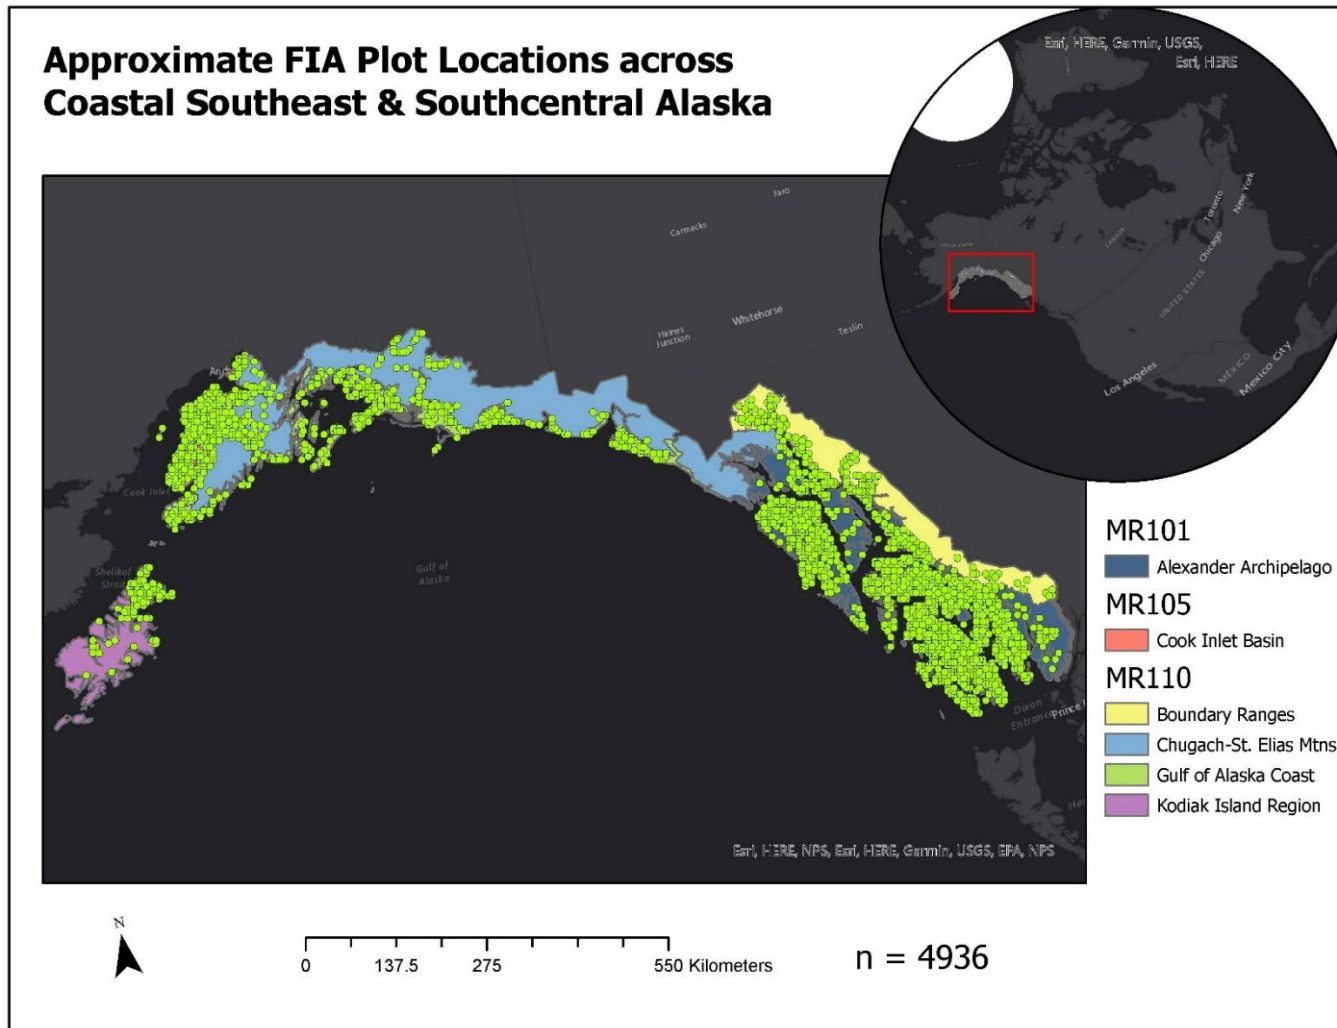 Approximate FIA Plot Locations across
Coastal Southeast & Southcentral Alaska
Esri, HERE, Garmin, USGS,
Esri, HERE
Toronto
New York
Chicago
CANADA
UNITED STATES
Los Angeles
MÉXICO
Mexico City
Faro
Carmacks
Whitehorse
Haines
Junction
Teslin
Cook Inlet
Shelikof
Strait
Gulf of
Alaska
Dixon
Entrance
Esri, HERE, NPS, Esri, HERE, Garmin, USGS, EPA, NPS
MR101
Alexander Archipelago
MR105
Cook Inlet Basin
MR110
Boundary Ranges
Chugach-St. Elias Mtns
Gulf of Alaska Coast
Kodiak Island Region
N
0 137.5 275 550 Kilometers
n = 4936